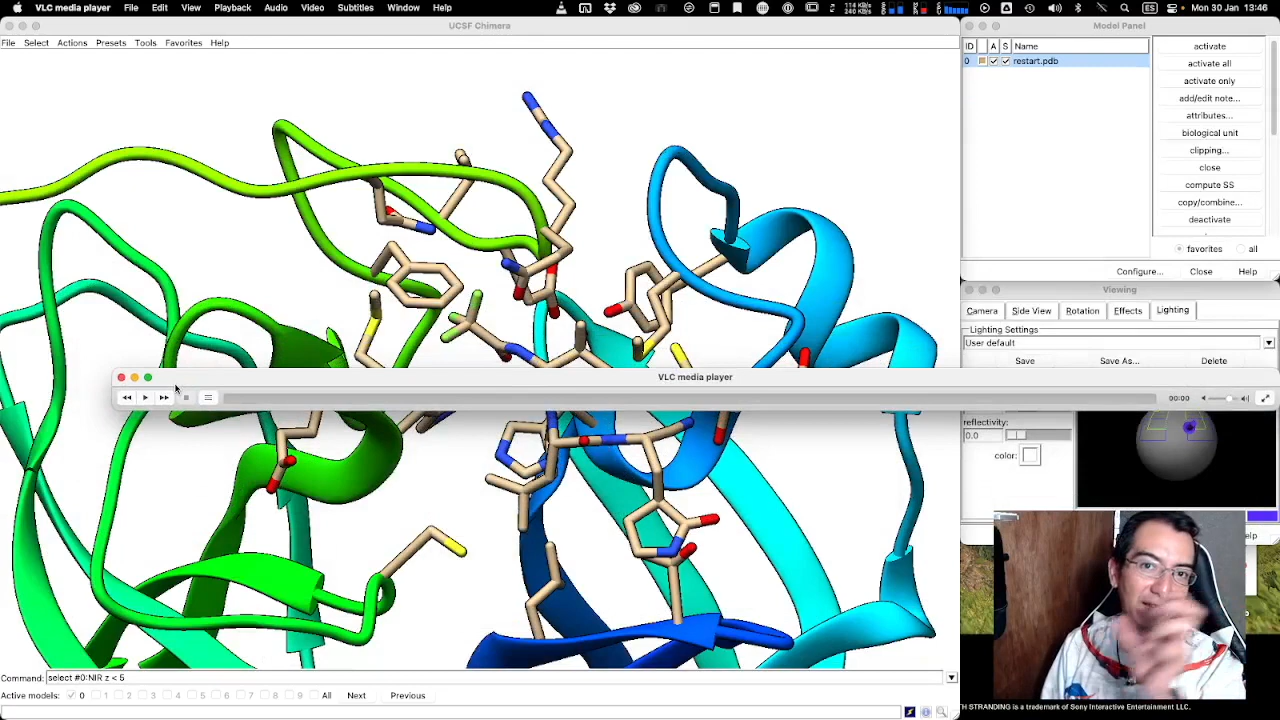 VLC media player File Edit View Playback Audio Video Subtitles Window Help
114 KB/s
240 KB/s
ES
Mon 30 Jan 13:46
UCSF Chimera
File Select Actions Presets Tools Favorites Help
Model Panel
ID A S Name
0 restart.pdb
activate
activate all
activate only
add/edit note...
attributes...
biological unit
clipping...
close
compute SS
copy/combine...
deactivate
favorites all
Configure... Close Help
Viewing
Camera Side View Rotation Effects Lighting
Lighting Settings
User default
Save Save As... Delete
VLC media player
00:00
reflectivity:
0.0
color:
Command: select #0:NIR z < 5
Active models: 0 1 2 3 4 5 6 7 8 9 All Next Previous
TH STRANDING is a trademark of Sony Interactive Entertainment LLC.